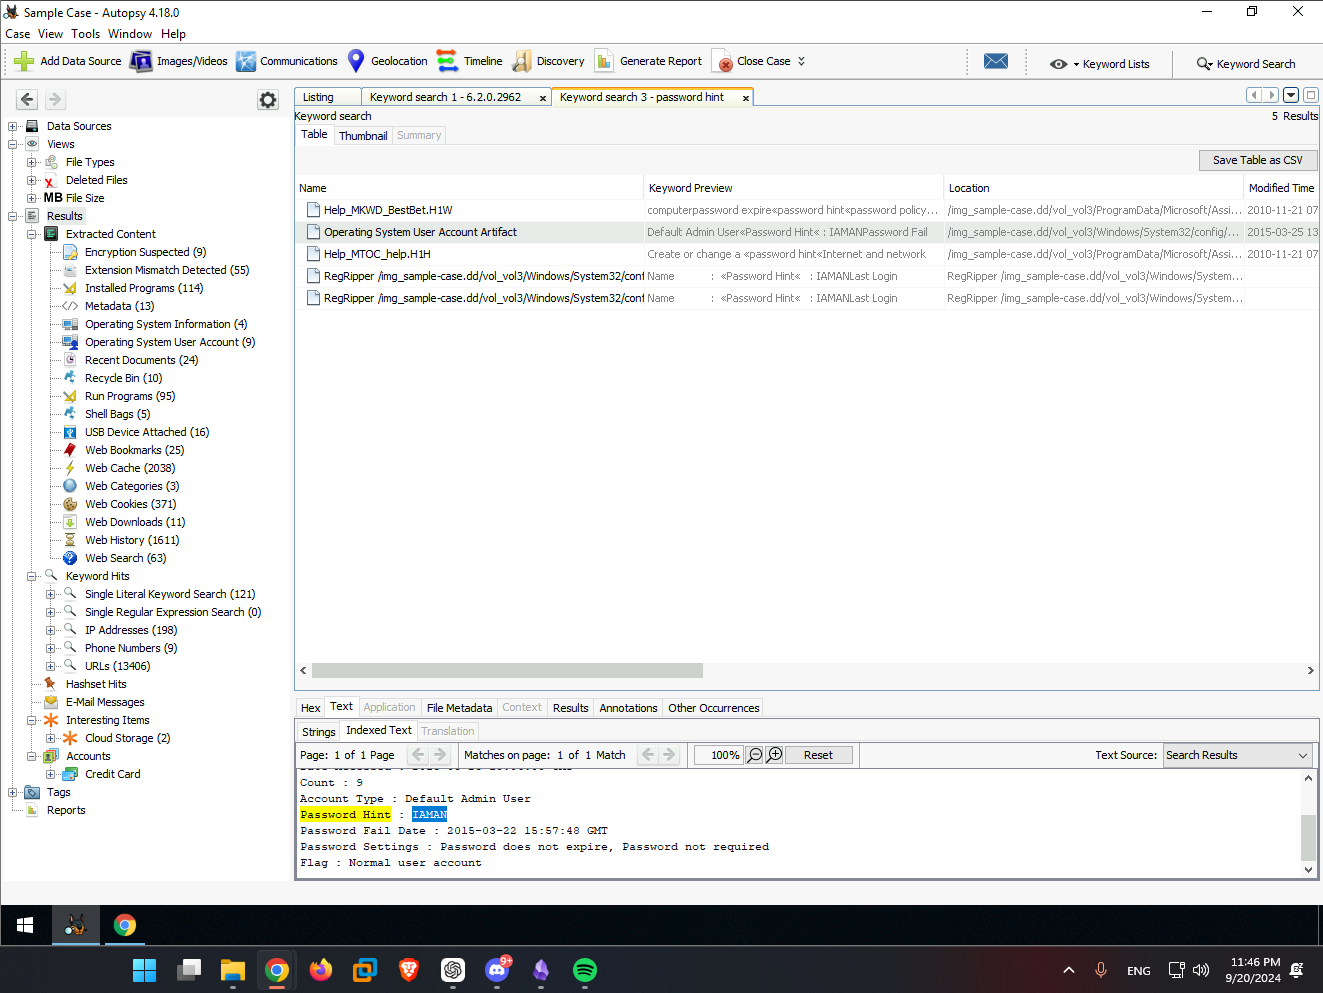 Sample Case - Autopsy 4.18.0
Case View Tools Window Help
Add Data Source Images/Videos Communications Geolocation Timeline Discovery Generate Report Close Case Keyword Lists Keyword Search
Listing Keyword search 1 - 6.2.0.2962 x Keyword search 3 - password hint x
Keyword search 5 Results
Table Thumbnail Summary
Save Table as CSV
Name Keyword Preview Location Modified Time
Help_MKWD_BestBet.H1W computerpassword expire«password hint«password policy... /img_sample-case.dd/vol_vol3/ProgramData/Microsoft/Assi... 2010-11-21 07
Operating System User Account Artifact Default Admin User«Password Hint« : IAMANPassword Fail /img_sample-case.dd/vol_vol3/Windows/System32/config/... 2015-03-25 13
Help_MTOC_help.H1H Create or change a «password hint«Internet and network /img_sample-case.dd/vol_vol3/ProgramData/Microsoft/Assi... 2010-11-21 07
RegRipper /img_sample-case.dd/vol_vol3/Windows/System32/conf Name : «Password Hint« : IAMANLast Login RegRipper /img_sample-case.dd/vol_vol3/Windows/System...
RegRipper /img_sample-case.dd/vol_vol3/Windows/System32/conf Name : «Password Hint« : IAMANLast Login RegRipper /img_sample-case.dd/vol_vol3/Windows/System...
Data Sources
Views
File Types
Deleted Files
MB File Size
Results
Extracted Content
Encryption Suspected (9)
Extension Mismatch Detected (55)
Installed Programs (114)
Metadata (13)
Operating System Information (4)
Operating System User Account (9)
Recent Documents (24)
Recycle Bin (10)
Run Programs (95)
Shell Bags (5)
USB Device Attached (16)
Web Bookmarks (25)
Web Cache (2038)
Web Categories (3)
Web Cookies (371)
Web Downloads (11)
Web History (1611)
Web Search (63)
Keyword Hits
Single Literal Keyword Search (121)
Single Regular Expression Search (0)
IP Addresses (198)
Phone Numbers (9)
URLs (13406)
Hashset Hits
E-Mail Messages
Interesting Items
Cloud Storage (2)
Accounts
Credit Card
Tags
Reports
Hex Text Application File Metadata Context Results Annotations Other Occurrences
Strings Indexed Text Translation
Page: 1 of 1 Page Matches on page: 1 of 1 Match 100% Reset Text Source: Search Results
Count : 9
Account Type : Default Admin User
Password Hint : IAMAN
Password Fail Date : 2015-03-22 15:57:48 GMT
Password Settings : Password does not expire, Password not required
Flag : Normal user account
9+
ENG
11:46 PM
9/20/2024